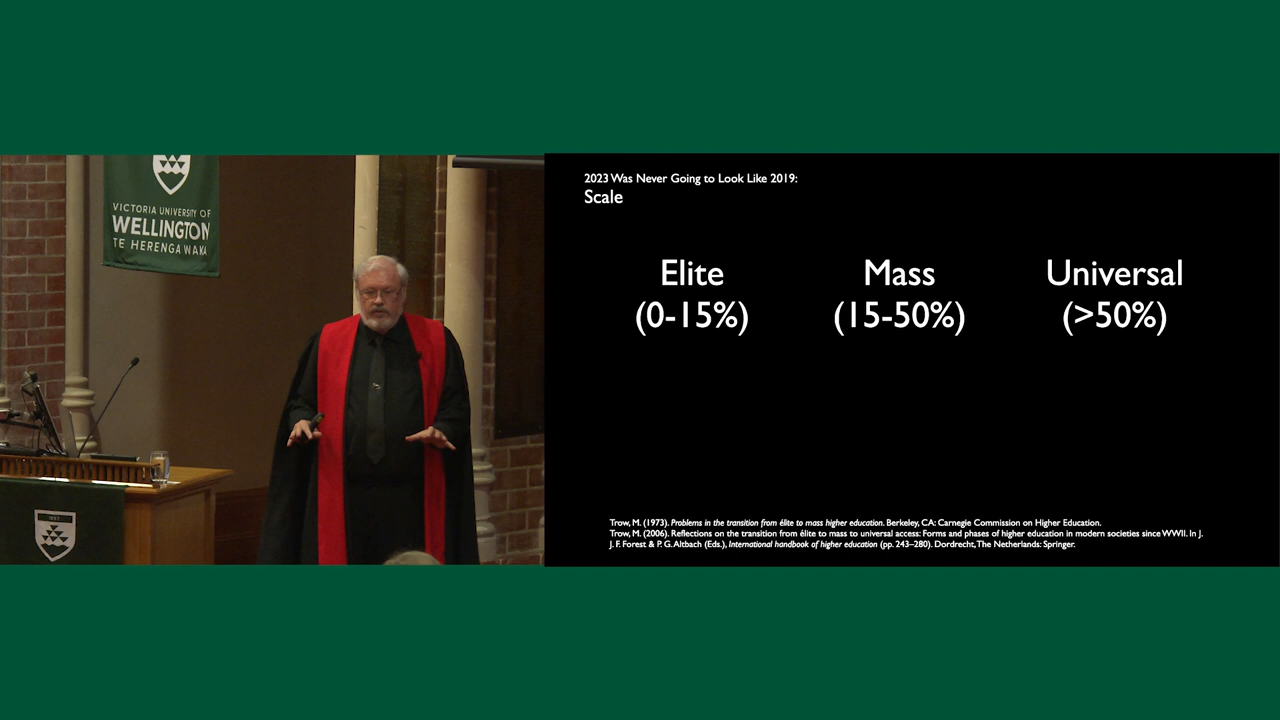 VICTORIA UNIVERSITY OF
WELLINGTON
TE HERENGA WAKA
2023 Was Never Going to Look Like 2019:
Scale
Elite
(0-15%)
Mass
(15-50%)
Universal
(>50%)
Trow, M. (1973). Problems in the transition from élite to mass higher education. Berkeley, CA: Carnegie Commission on Higher Education.
Trow, M. (2006). Reflections on the transition from élite to mass to universal access: Forms and phases of higher education in modern societies since WWII. In J.
J. F. Forest & P. G. Altbach (Eds.), International handbook of higher education (pp. 243–280). Dordrecht, The Netherlands: Springer.